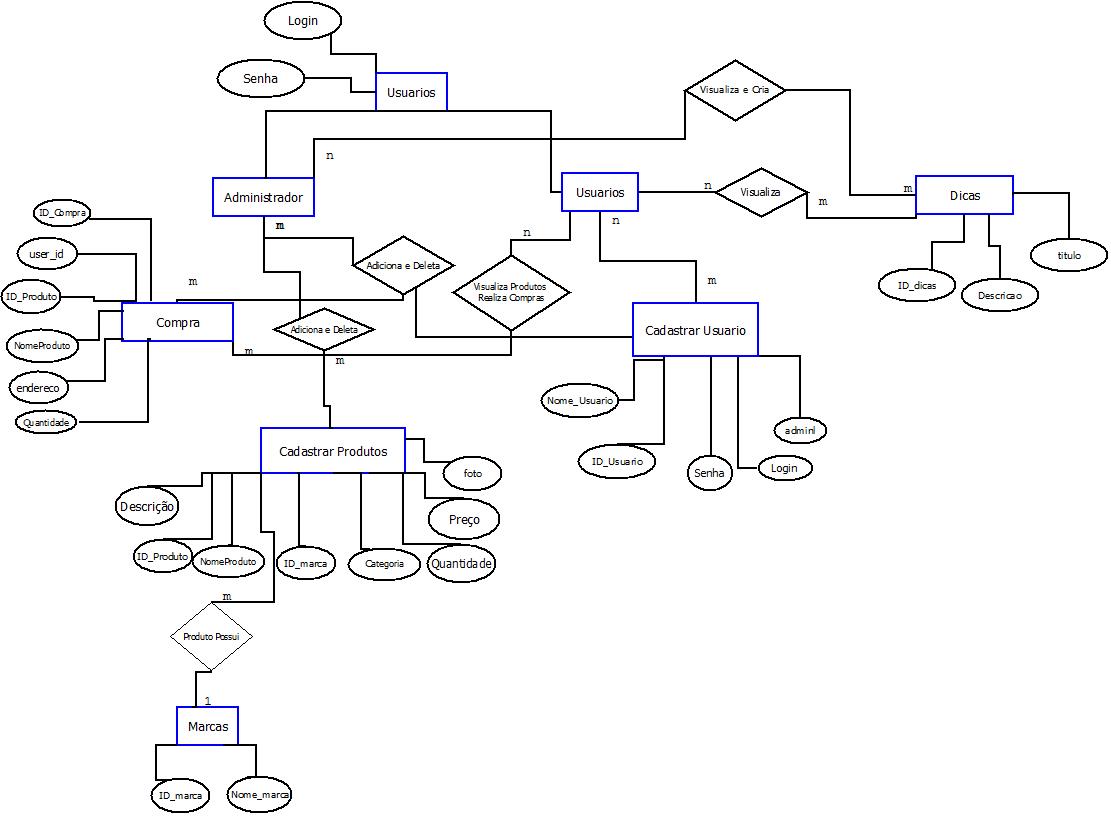 Login
Senha
Usuarios
Visualiza e Cria
n
Administrador
Usuarios
n
Visualiza
m
m
Dicas
ID_Compra
m
n
n
user_id
Adiciona e Deleta
titulo
m
m
ID_Produto
Visualiza Produtos
Realiza Compras
ID_dicas
Descricao
Compra
Adiciona e Deleta
Cadastrar Usuario
NomeProduto
m
m
endereco
Nome_Usuario
Quantidade
adminl
Cadastrar Produtos
ID_Usuario
Senha
Login
foto
Descrição
Preço
ID_Produto
NomeProduto
ID_marca
Categoria
Quantidade
m
Produto Possui
1
Marcas
ID_marca
Nome_marca